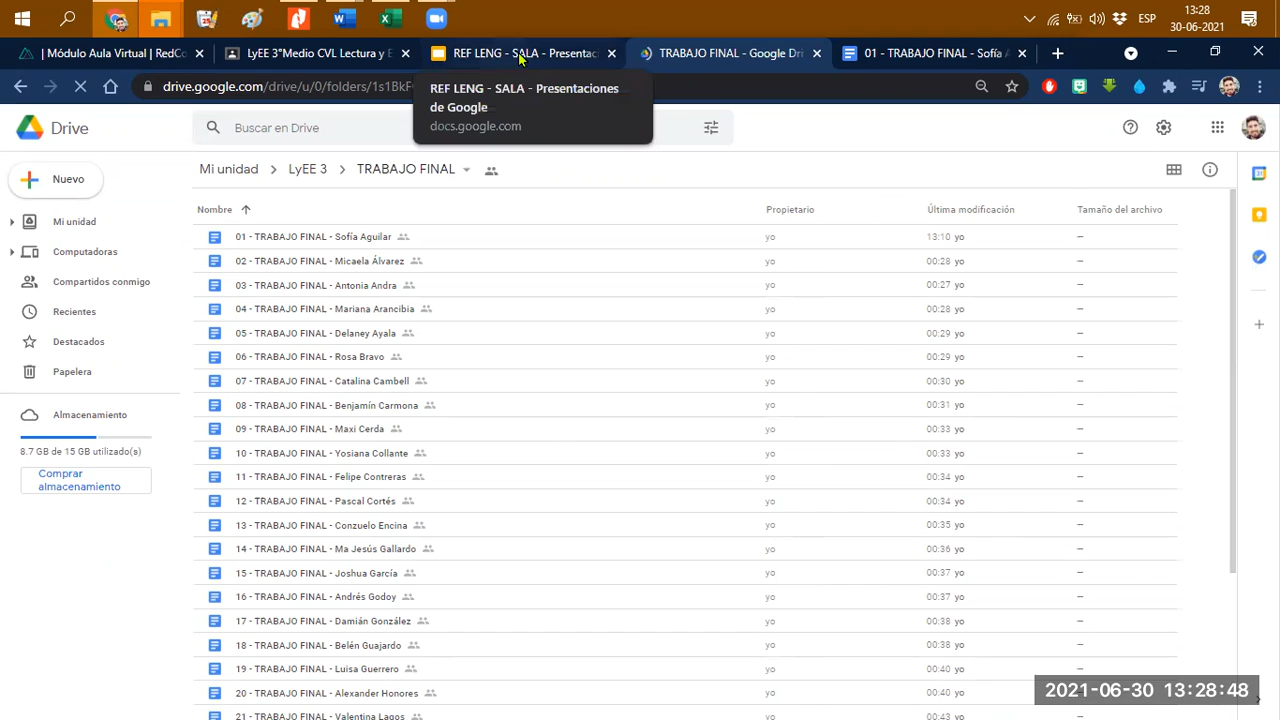 ESP
13:28
30-06-2021
| Módulo Aula Virtual | RedCo
LyEE 3°Medio CVL Lectura y E
REF LENG - SALA - Presentaci
TRABAJO FINAL - Google Dri
01 - TRABAJO FINAL - Sofía A
drive.google.com/drive/u/0/folders/
REF LENG - SALA - Presentaciones
de Google
docs.google.com
Drive
Buscar en Drive
Nuevo
Mi unidad
LyEE 3
TRABAJO FINAL
Nombre
Propietario
Última modificación
Tamaño del archivo
Mi unidad
Computadoras
Compartidos conmigo
Recientes
Destacados
Papelera
Almacenamiento
8.7 GB de 15 GB utilizado(s)
Comprar
almacenamiento
01 - TRABAJO FINAL - Sofía Aguilar yo 13:10 yo –
02 - TRABAJO FINAL - Micaela Álvarez yo 00:28 yo –
03 - TRABAJO FINAL - Antonia Andra yo 00:27 yo –
04 - TRABAJO FINAL - Mariana Arancibia yo 00:28 yo –
05 - TRABAJO FINAL - Delaney Ayala yo 00:29 yo –
06 - TRABAJO FINAL - Rosa Bravo yo 00:29 yo –
07 - TRABAJO FINAL - Catalina Cambell yo 00:30 yo –
08 - TRABAJO FINAL - Benjamín Carmona yo 00:31 yo –
09 - TRABAJO FINAL - Maxi Cerda yo 00:33 yo –
10 - TRABAJO FINAL - Yosiana Collante yo 00:33 yo –
11 - TRABAJO FINAL - Felipe Contreras yo 00:34 yo –
12 - TRABAJO FINAL - Pascal Cortés yo 00:34 yo –
13 - TRABAJO FINAL - Conzuelo Encina yo 00:35 yo –
14 - TRABAJO FINAL - Ma Jesús Gallardo yo 00:36 yo –
15 - TRABAJO FINAL - Joshua García yo 00:37 yo –
16 - TRABAJO FINAL - Andrés Godoy yo 00:37 yo –
17 - TRABAJO FINAL - Damián González yo 00:38 yo –
18 - TRABAJO FINAL - Belén Guajardo yo 00:38 yo –
19 - TRABAJO FINAL - Luisa Guerrero yo 00:40 yo –
20 - TRABAJO FINAL - Alexander Honores yo 00:40 yo
21 - TRABAJO FINAL - Valentina Lagos yo 00:43 yo
2021-06-30 13:28:48